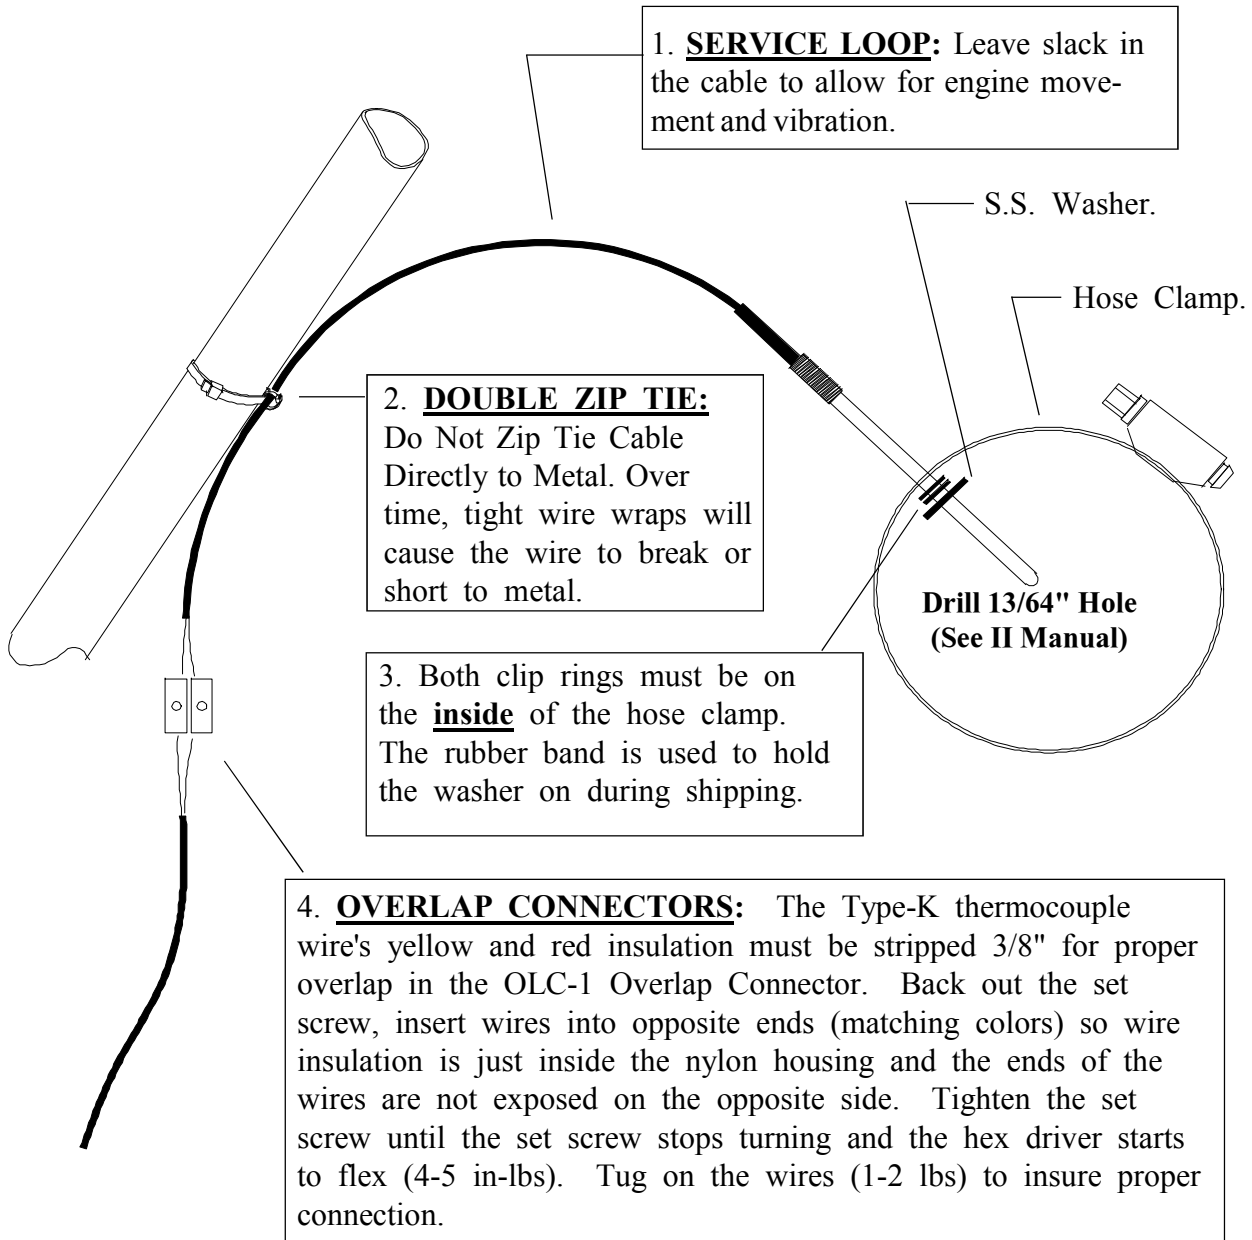 1. SERVICE LOOP: Leave slack in
the cable to allow for engine move-
ment and vibration.
S.S. Washer.
Hose Clamp.
2. DOUBLE ZIP TIE:
Do Not Zip Tie Cable
Directly to Metal. Over
time, tight wire wraps will
cause the wire to break or
short to metal.
Drill 13/64" Hole
(See II Manual)
3. Both clip rings must be on
the inside of the hose clamp.
The rubber band is used to hold
the washer on during shipping.
4. OVERLAP CONNECTORS: The Type-K thermocouple
wire's yellow and red insulation must be stripped 3/8" for proper
overlap in the OLC-1 Overlap Connector. Back out the set
screw, insert wires into opposite ends (matching colors) so wire
insulation is just inside the nylon housing and the ends of the
wires are not exposed on the opposite side. Tighten the set
screw until the set screw stops turning and the hex driver starts
to flex (4-5 in-lbs). Tug on the wires (1-2 lbs) to insure proper
connection.